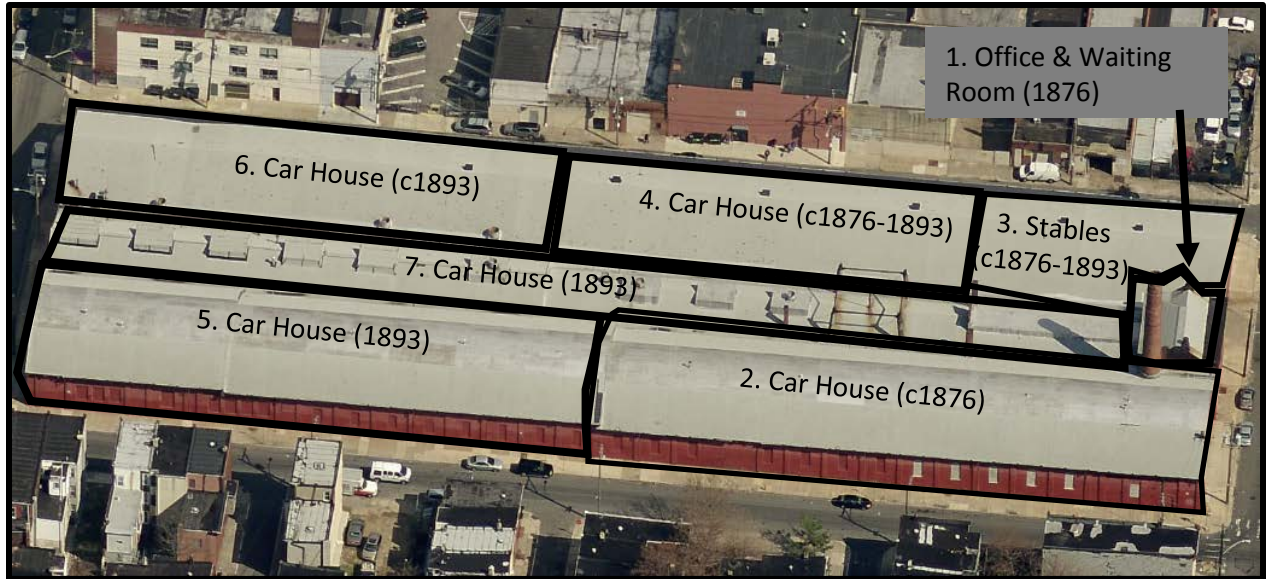 1. Office & Waiting
Room (1876)
6. Car House (c1893)
4. Car House (c1876-1893)
3. Stables
(c1876-1893)
7. Car House (1893)
5. Car House (1893)
2. Car House (c1876)